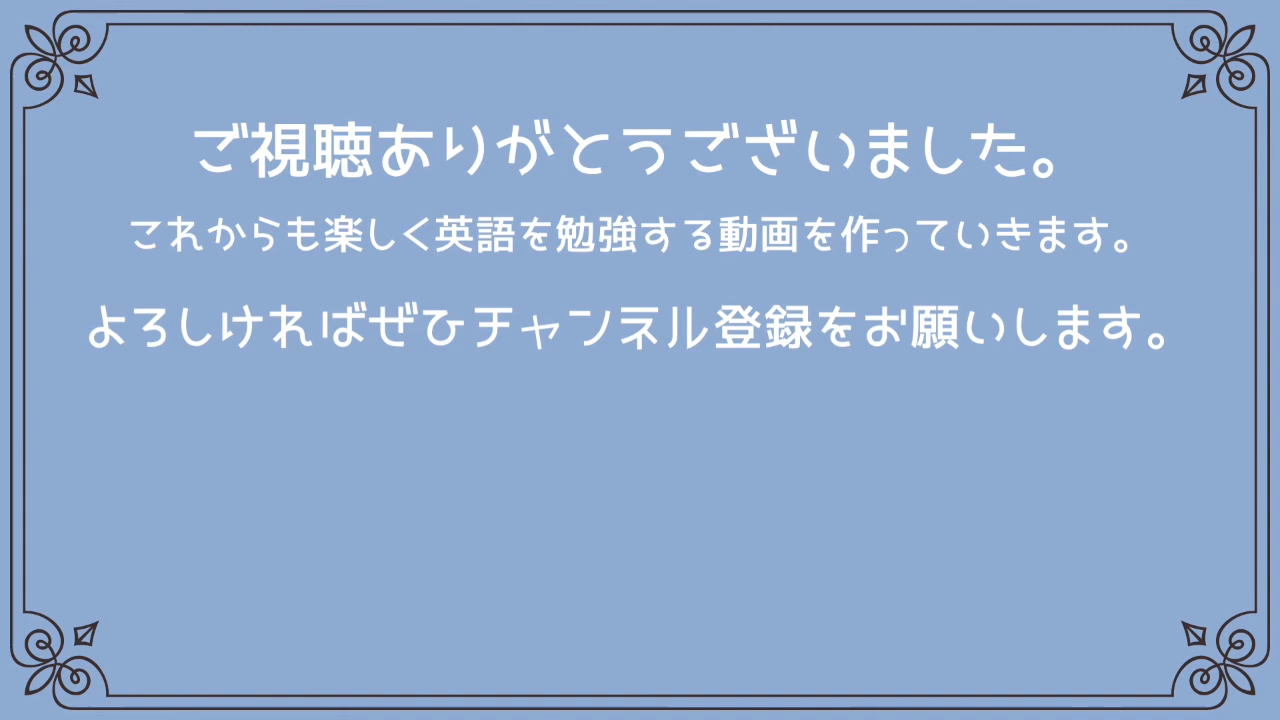 ご視聴ありがとうございました。
これからも楽しく英語を勉強する動画を作っていきます。
よろしければぜひチャンネル登録をお願いします。